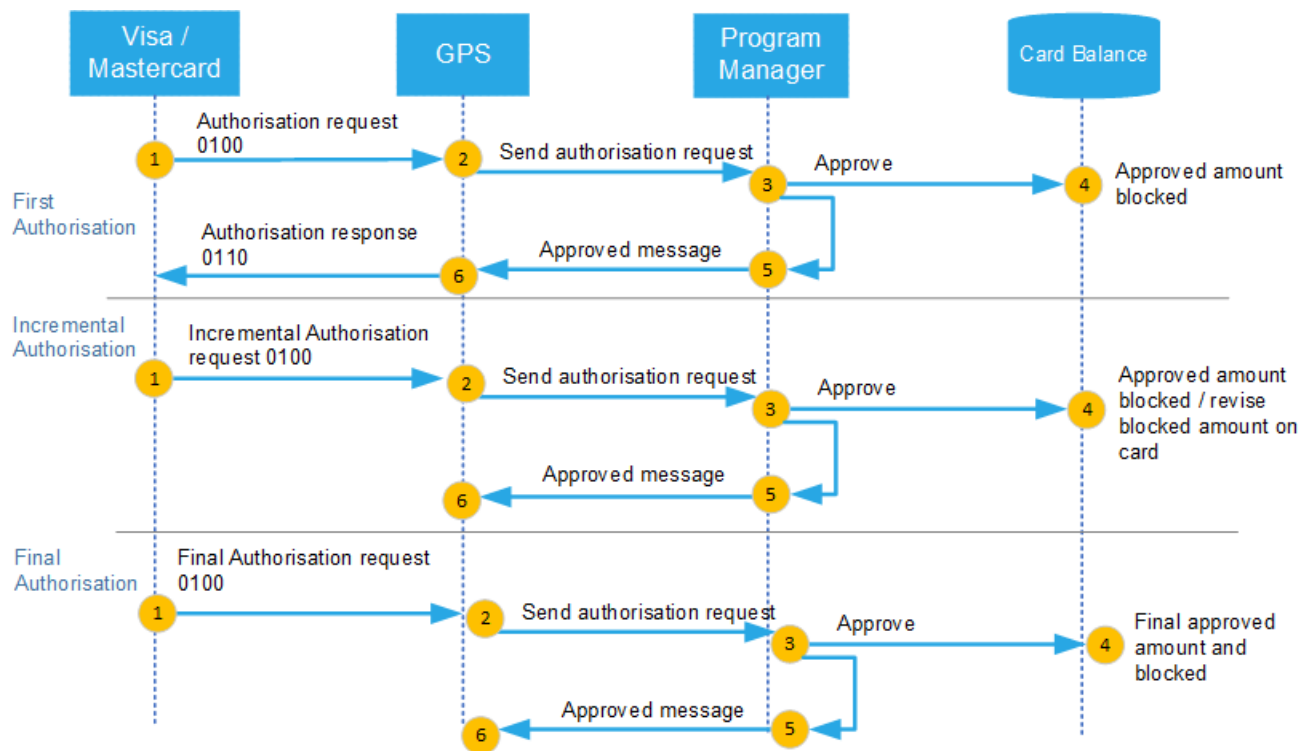 Visa /
Mastercard
GPS
Program
Manager
Card Balance
Authorisation request
0100
1
2
Send authorisation request
3
Approve
4
Approved amount
blocked
First
Authorisation
Authorisation response
0110
6
Approved message
5
Incremental
Authorisation
Incremental Authorisation
request 0100
1
2
Send authorisation request
3
Approve
4
Approved amount
blocked / revise
blocked amount on
card
6
Approved message
5
Final
Authorisation
Final Authorisation request
0100
1
2
Send authorisation request
3
Approve
4
Final approved
amount and
blocked
6
Approved message
5